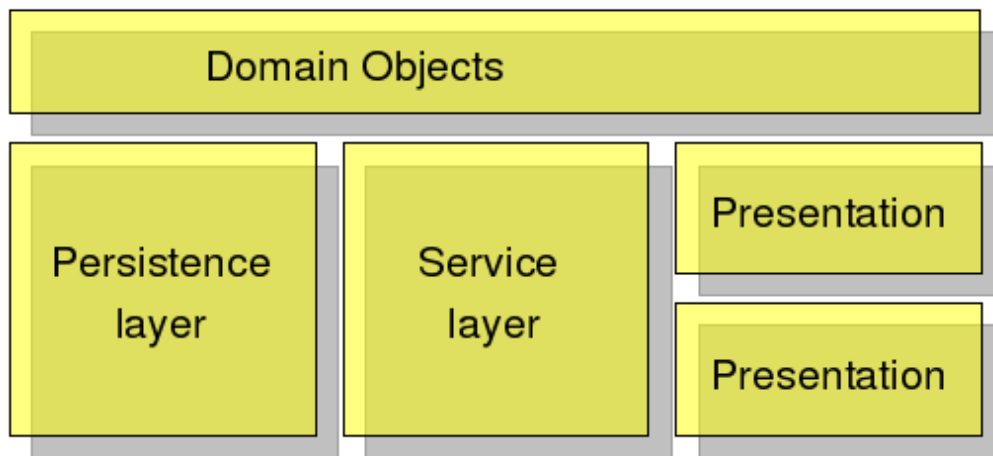 Domain Objects
Persistence
layer
Service
layer
Presentation
Presentation